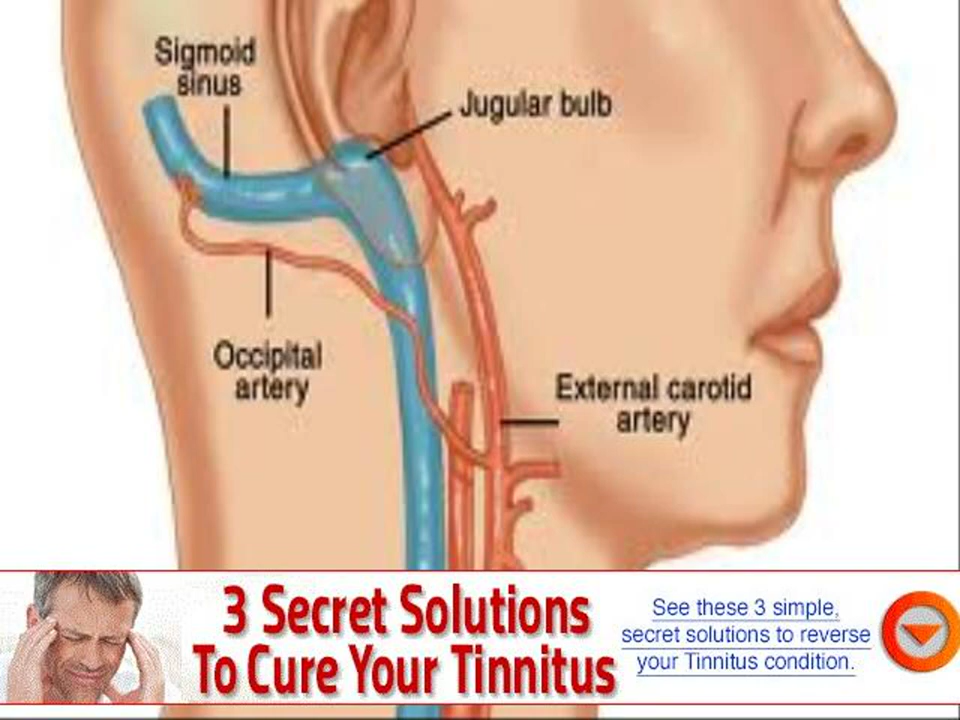 Sigmoid
sinus
Jugular bulb
Occipital
artery
External carotid
artery
3 Secret Solutions
To Cure Your Tinnitus
See these 3 simple,
secret solutions to reverse
your Tinnitus condition.